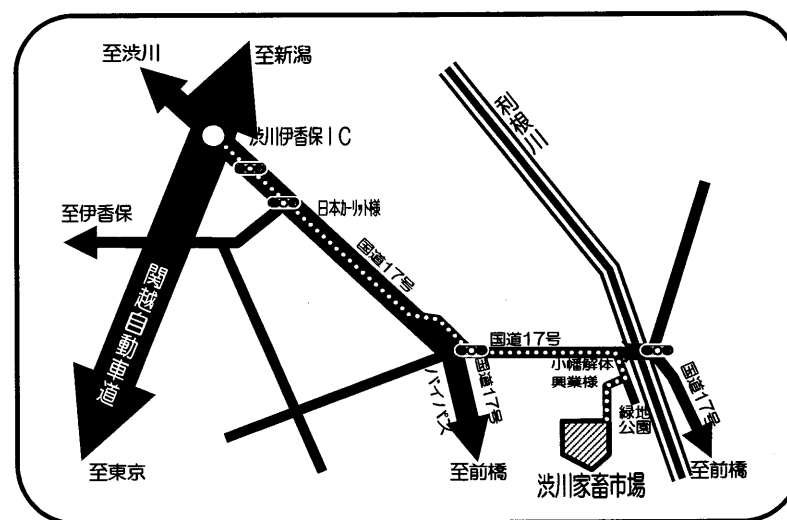 至渋川
至新潟
利根川
渋川伊香保IC
日本カーリット様
至伊香保
国道17号
関越自動車道
国道17号
小幡解体
興業様
国道17号
バイパス
国道17号
緑地
公園
至東京
至前橋
至前橋
渋川家畜市場